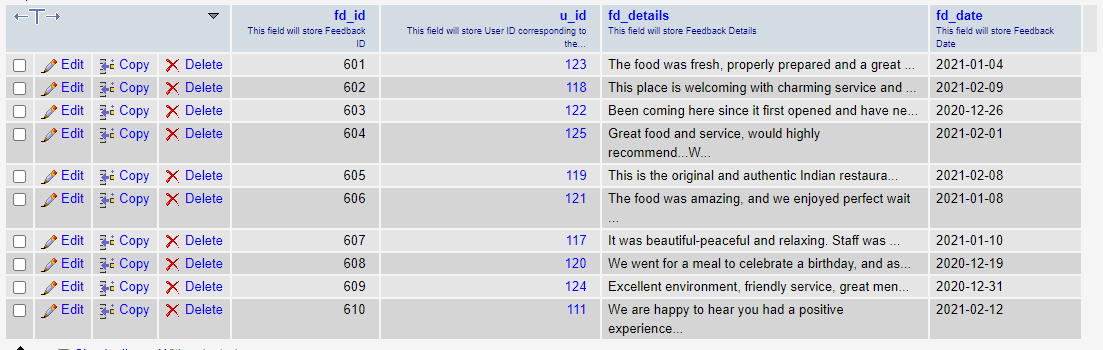 fd_id u_id fd_details fd_date
This field will store Feedback This field will store User ID corresponding to This field will store Feedback Details This field will store Feedback
ID the... Date
Edit Copy Delete 601 123 The food was fresh, properly prepared and a great ... 2021-01-04
Edit Copy Delete 602 118 This place is welcoming with charming service and ... 2021-02-09
Edit Copy Delete 603 122 Been coming here since it first opened and have ne... 2020-12-26
Edit Copy Delete 604 125 Great food and service, would highly 2021-02-01
recommend...W...
Edit Copy Delete 605 119 This is the original and authentic Indian restaura... 2021-02-08
Edit Copy Delete 606 121 The food was amazing, and we enjoyed perfect wait 2021-01-08
...
Edit Copy Delete 607 117 It was beautiful-peaceful and relaxing. Staff was ... 2021-01-10
Edit Copy Delete 608 120 We went for a meal to celebrate a birthday, and as... 2020-12-19
Edit Copy Delete 609 124 Excellent environment, friendly service, great men... 2020-12-31
Edit Copy Delete 610 111 We are happy to hear you had a positive 2021-02-12
experience...